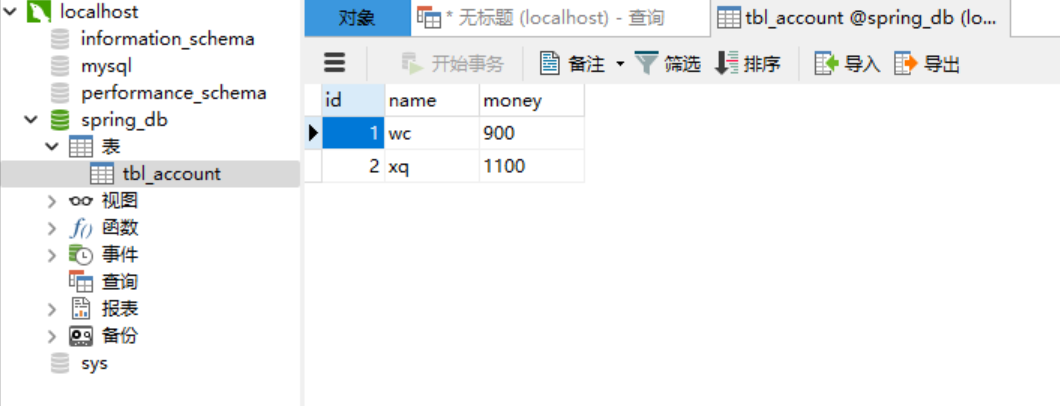 localhost
information_schema
mysql
performance_schema
spring_db
表
tbl_account
视图
函数
事件
查询
报表
备份
sys
对象 * 无标题 (localhost) - 查询 tbl_account @spring_db (lo...
开始事务 备注 筛选 排序 导入 导出
id name money
1 wc 900
2 xq 1100